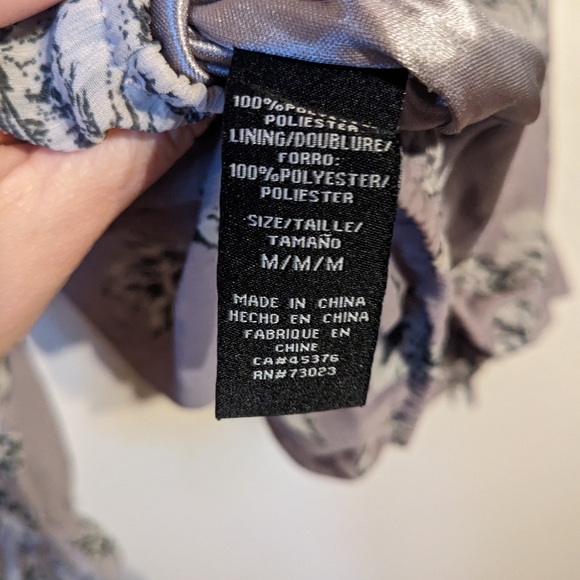 POLIESTER
LINING/DOUBLURE/
FORRO:
100%POLYESTER/
POLIESTER
SIZE/TAILLE/
TAMAÑO
M/M/M
MADE IN CHINA
HECHO EN CHINA
FABRIQUE EN
CHINE
CA#45376
RN#73023